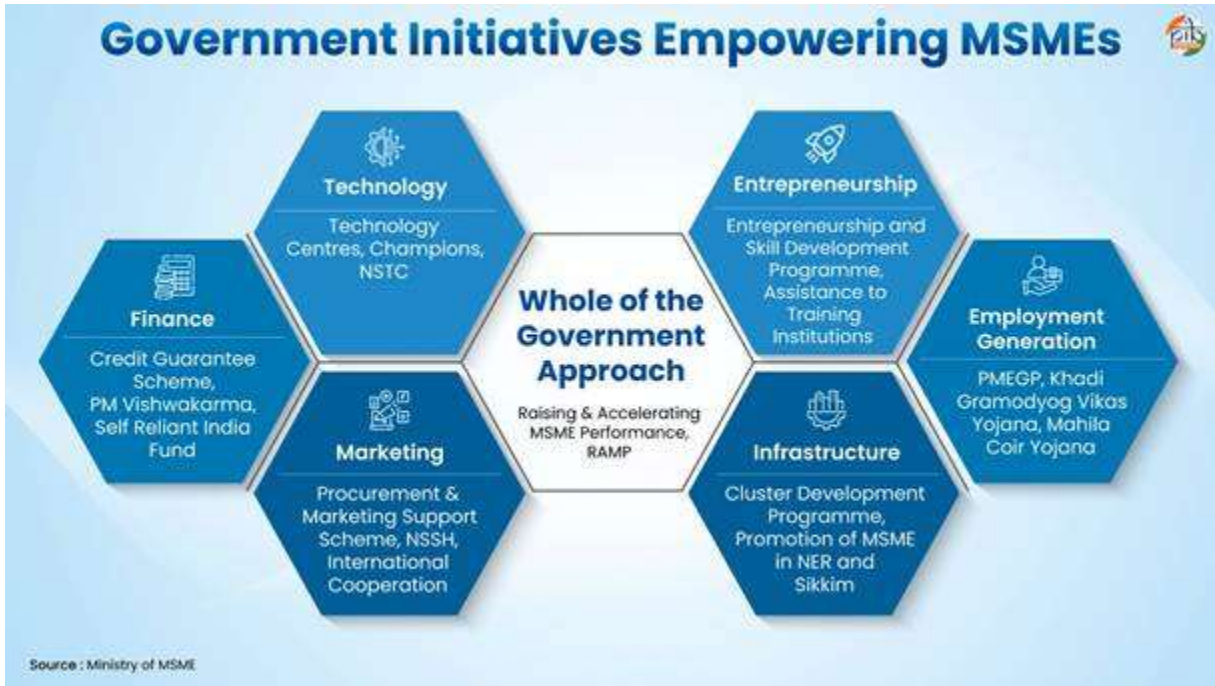 Government Initiatives Empowering MSMEs
pib
Technology
Technology
Centres, Champions,
NSTC
Entrepreneurship
Entrepreneurship and
Skill Development
Programme,
Assistance to
Training
Institutions
Finance
Credit Guarantee
Scheme,
PM Vishwakarma,
Self Reliant India
Fund
Whole of the
Government
Approach
Raising & Accelerating
MSME Performance,
RAMP
Employment
Generation
PMEGP, Khadi
Gramodyog Vikas
Yojana, Mahila
Coir Yojana
Marketing
Procurement &
Marketing Support
Scheme, NSSH,
International
Cooperation
Infrastructure
Cluster Development
Programme,
Promotion of MSME
in NER and
Sikkim
Source : Ministry of MSME